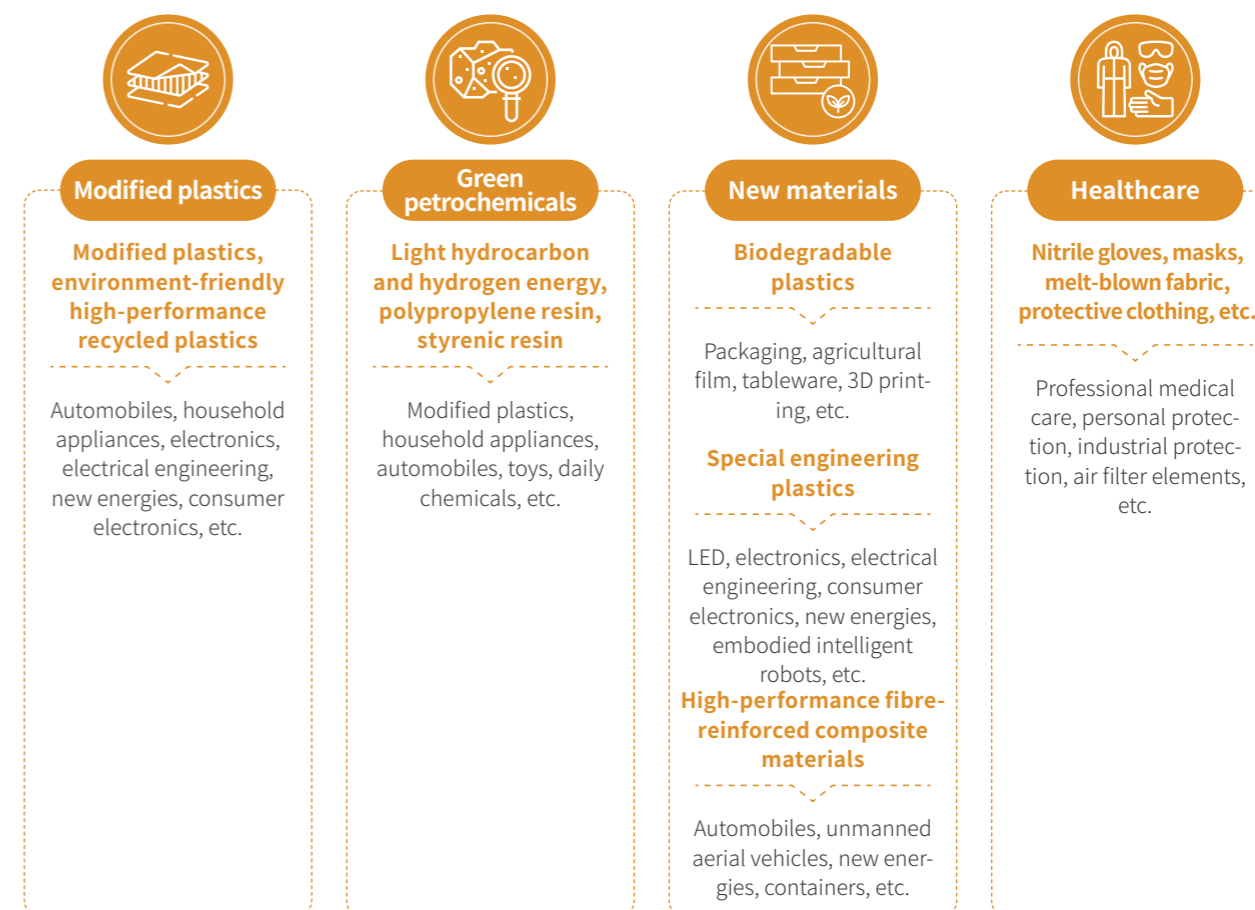 Modified plastics
Modified plastics,
environment-friendly
high-performance
recycled plastics
Automobiles, household
appliances, electronics,
electrical engineering,
new energies, consumer
electronics, etc.
Green
petrochemicals
Light hydrocarbon
and hydrogen energy,
polypropylene resin,
styrenic resin
Modified plastics,
household appliances,
automobiles, toys, daily
chemicals, etc.
New materials
Biodegradable
plastics
Packaging, agricultural
film, tableware, 3D print-
ing, etc.
Special engineering
plastics
LED, electronics, electrical
engineering, consumer
electronics, new energies,
embodied intelligent
robots, etc.
High-performance fibre-
reinforced composite
materials
Automobiles, unmanned
aerial vehicles, new ener-
gies, containers, etc.
Healthcare
Nitrile gloves, masks,
melt-blown fabric,
protective clothing, etc.
Professional medical
care, personal protec-
tion, industrial protec-
tion, air filter elements,
etc.